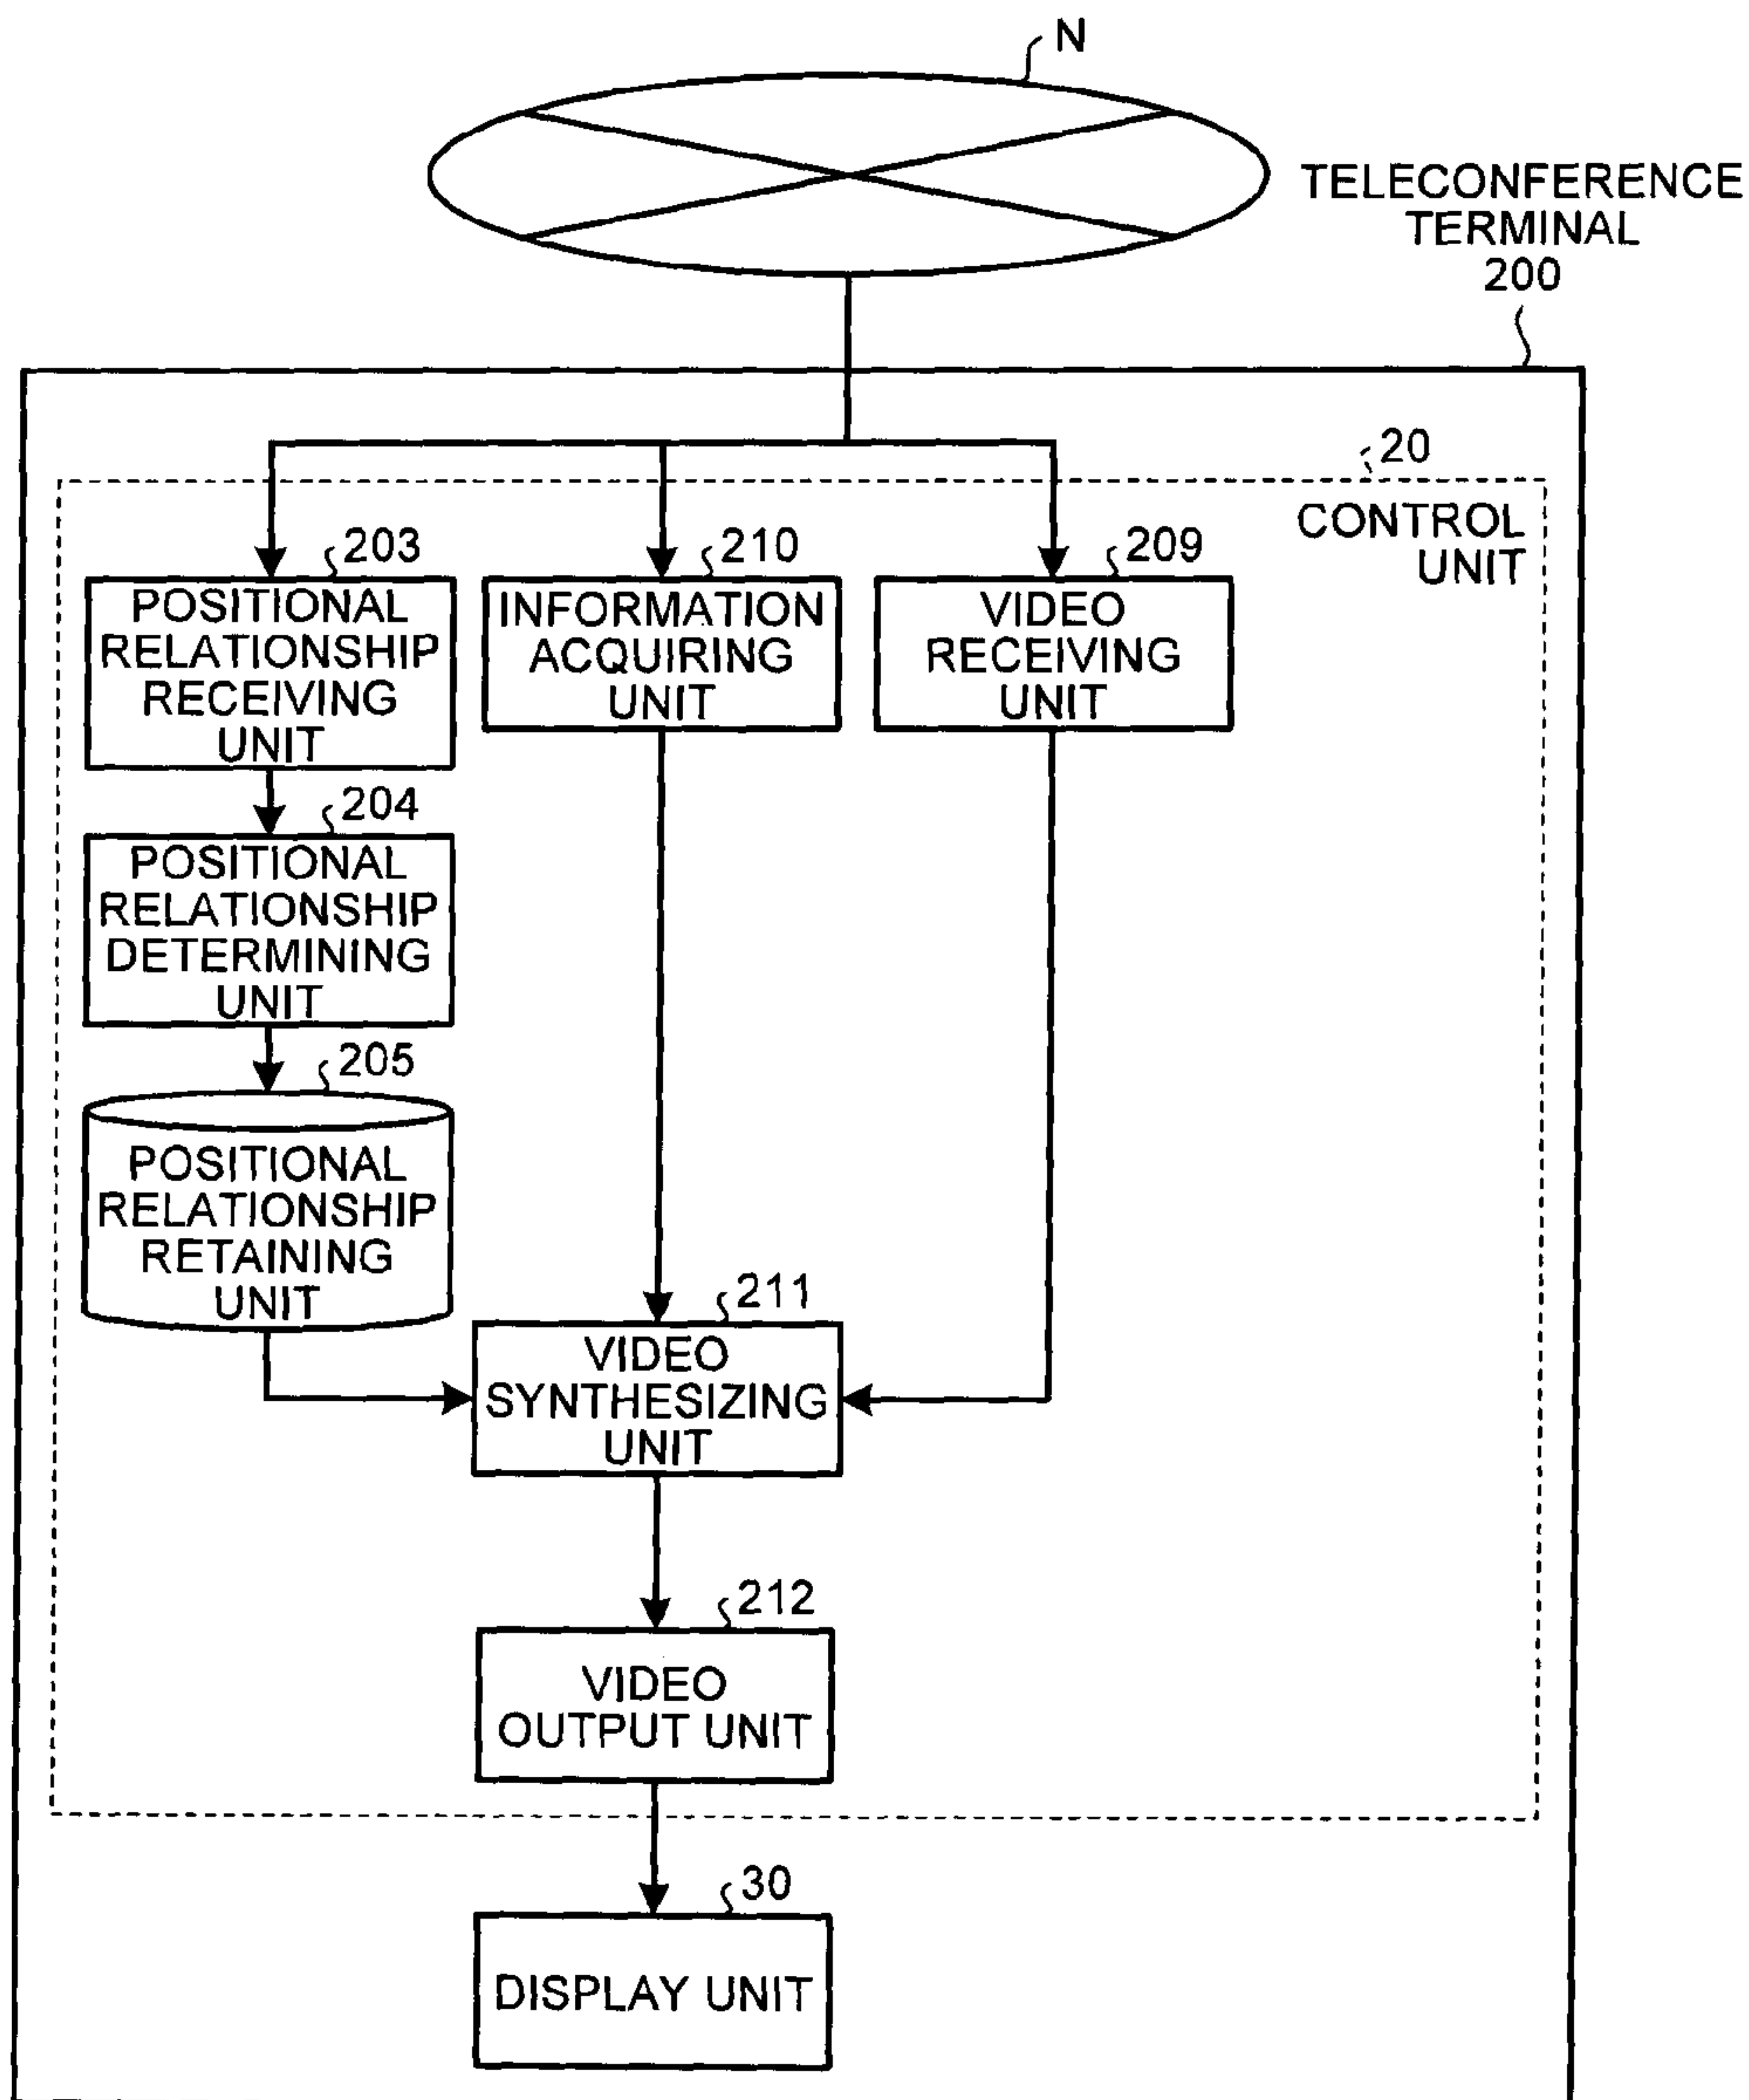 N
TELECONFERENCE
TERMINAL
200
20
CONTROL
UNIT
203
POSITIONAL
RELATIONSHIP
RECEIVING
UNIT
210
INFORMATION
ACQUIRING
UNIT
209
VIDEO
RECEIVING
UNIT
204
POSITIONAL
RELATIONSHIP
DETERMINING
UNIT
205
POSITIONAL
RELATIONSHIP
RETAINING
UNIT
211
VIDEO
SYNTHESIZING
UNIT
212
VIDEO
OUTPUT UNIT
30
DISPLAY UNIT